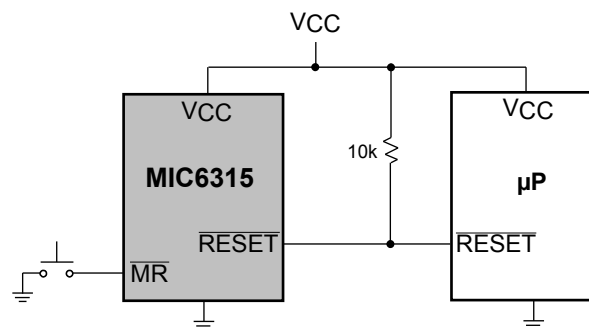 VCC
VCC
VCC
10k
MIC6315
µP
RESET
RESET
MR